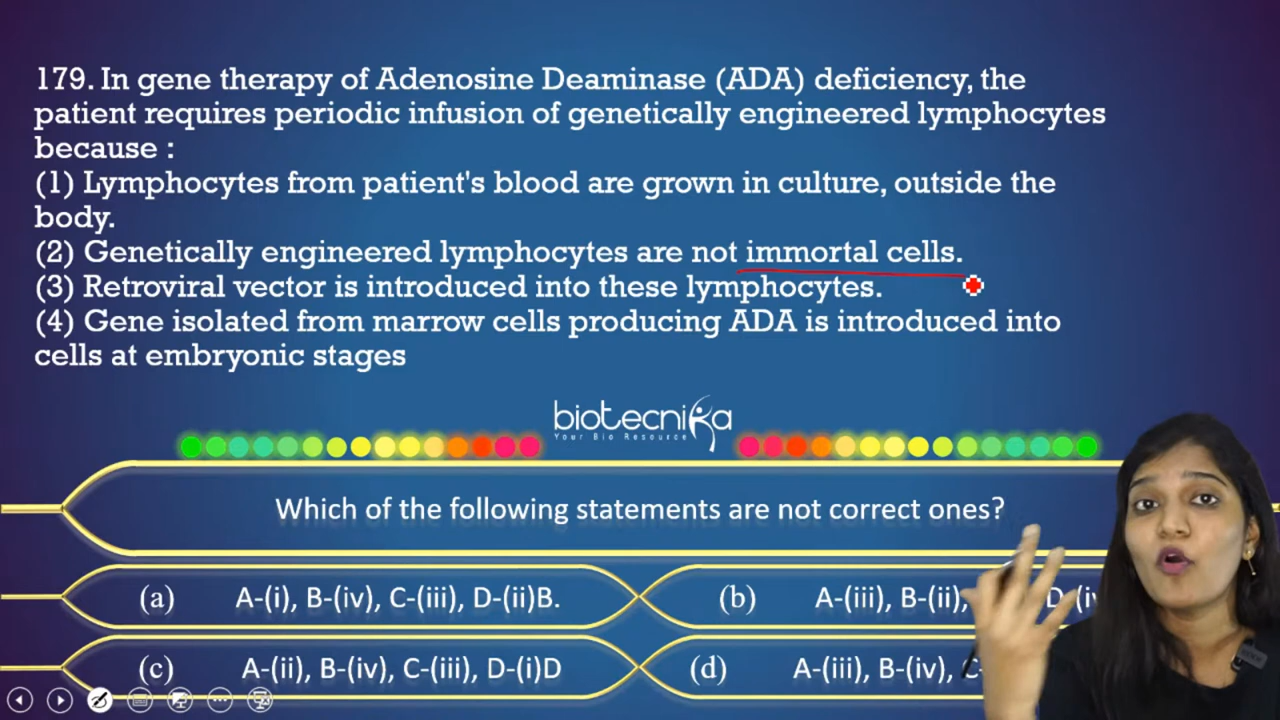 179. In gene therapy of Adenosine Deaminase (ADA) deficiency, the
patient requires periodic infusion of genetically engineered lymphocytes
because :
(1) Lymphocytes from patient's blood are grown in culture, outside the
body.
(2) Genetically engineered lymphocytes are not immortal cells.
(3) Retroviral vector is introduced into these lymphocytes.
(4) Gene isolated from marrow cells producing ADA is introduced into
cells at embryonic stages
biotecnika
Your Bio Resource
Which of the following statements are not correct ones?
(a) A-(i), B-(iv), C-(iii), D-(ii)B.
(b) A-(iii), B-(ii),
(c) A-(ii), B-(iv), C-(iii), D-(i)D
(d) A-(iii), B-(iv),